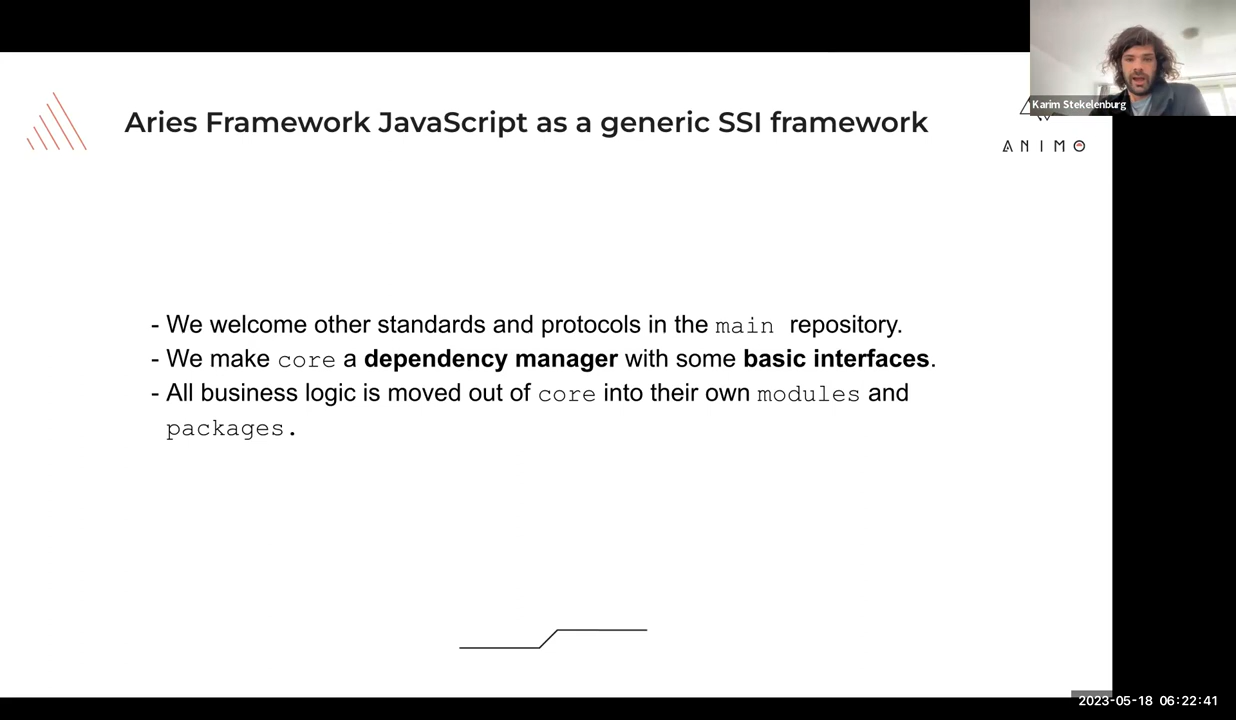 Karim Stekelenburg
Aries Framework JavaScript as a generic SSI framework
ANIMO
- We welcome other standards and protocols in the main repository.
- We make core a dependency manager with some basic interfaces.
- All business logic is moved out of core into their own modules and
packages.
2023-05-18 06:22:41